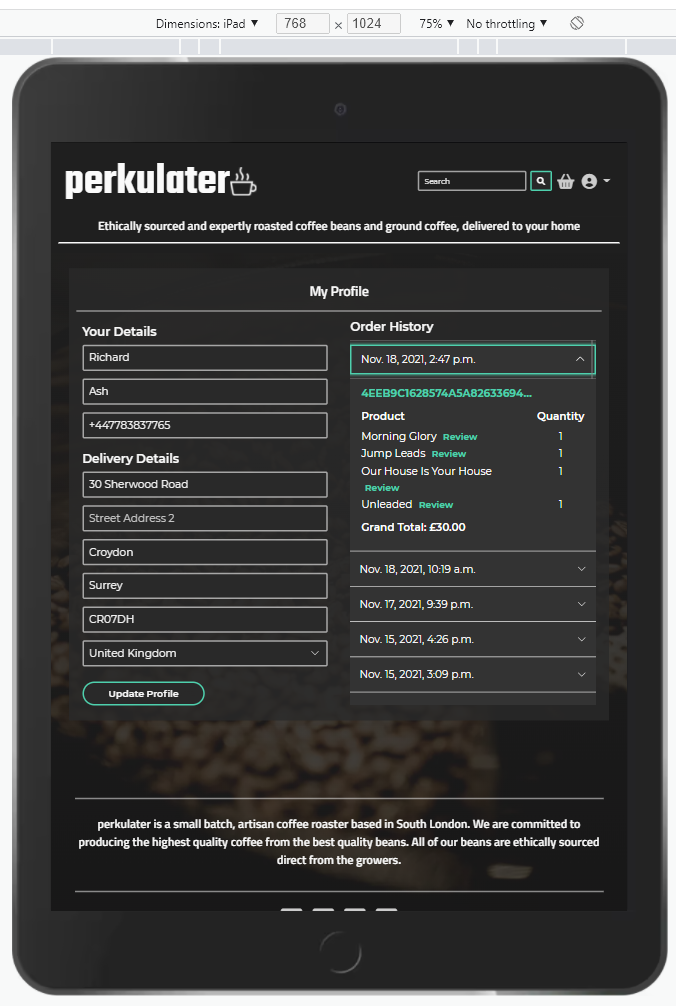 Dimensions: iPad ▼ 768 × 1024 75% ▼ No throttling ▼
perkulater
Search
Ethically sourced and expertly roasted coffee beans and ground coffee, delivered to your home
My Profile
Your Details
Richard
Ash
+447783837765
Delivery Details
30 Sherwood Road
Street Address 2
Croydon
Surrey
CR07DH
United Kingdom
Update Profile
Order History
Nov. 18, 2021, 2:47 p.m.
4EEB9C1628574A5A82633694...
Product Quantity
Morning Glory Review 1
Jump Leads Review 1
Our House Is Your House 1
Review
Unleaded Review 1
Grand Total: £30.00
Nov. 18, 2021, 10:19 a.m.
Nov. 17, 2021, 9:39 p.m.
Nov. 15, 2021, 4:26 p.m.
Nov. 15, 2021, 3:09 p.m.
perkulater is a small batch, artisan coffee roaster based in South London. We are committed to
producing the highest quality coffee from the best quality beans. All of our beans are ethically sourced
direct from the growers.